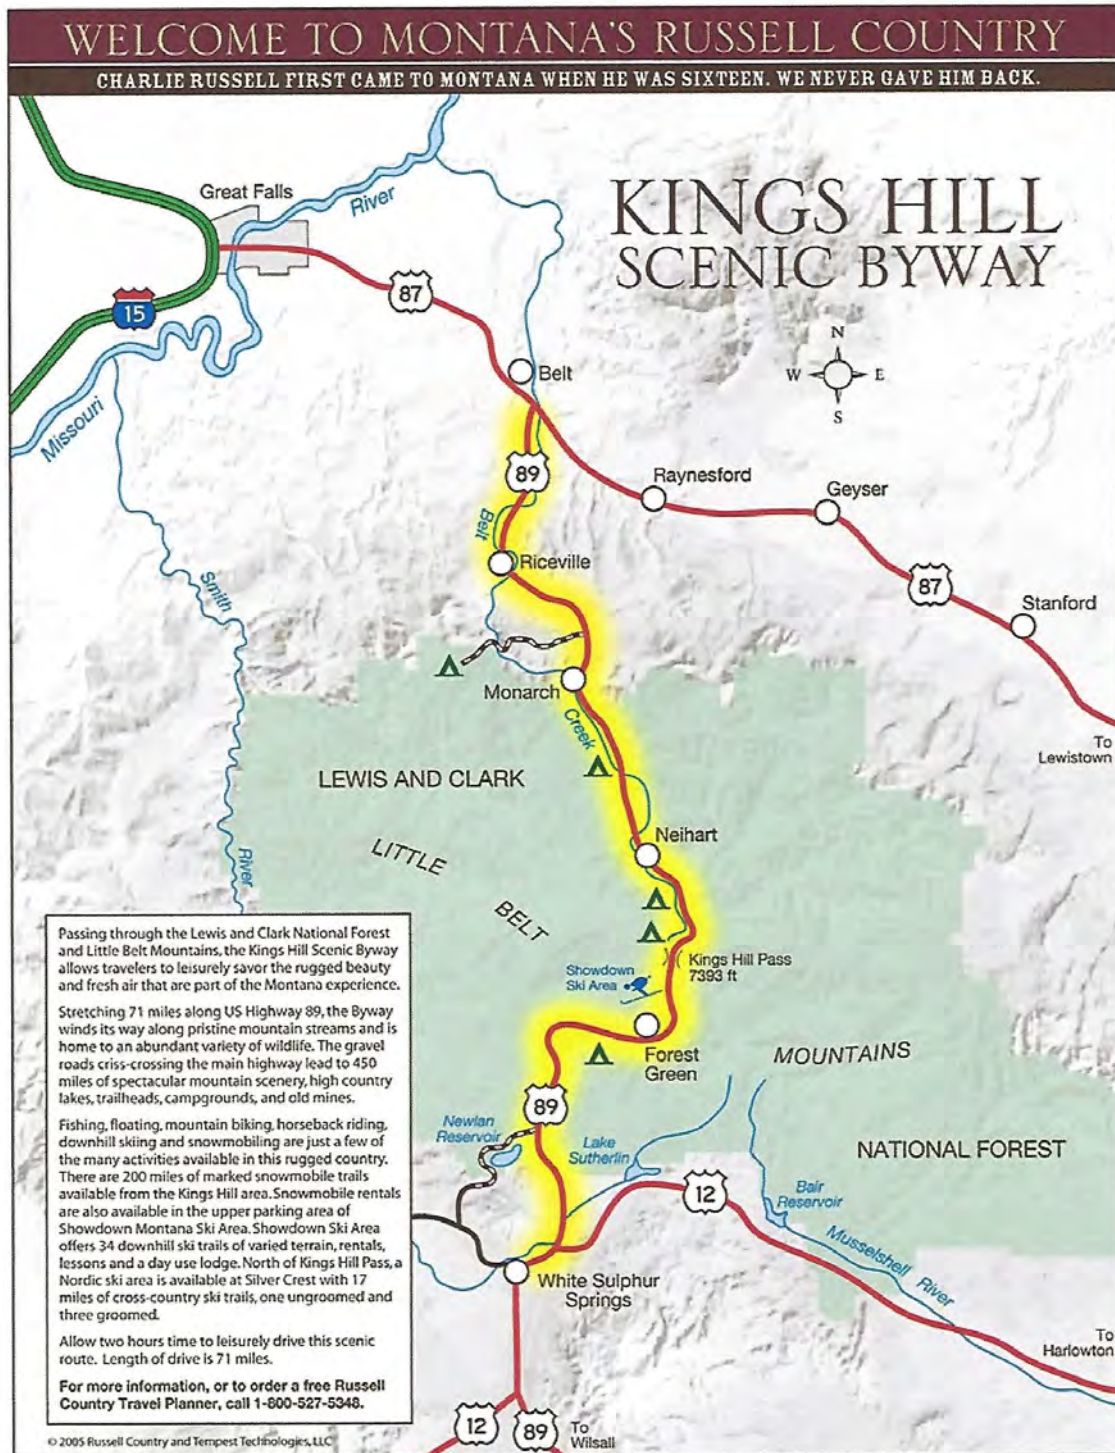 WELCOME TO MONTANA'S RUSSELL COUNTRY
CHARLIE RUSSELL FIRST CAME TO MONTANA WHEN HE WAS SIXTEEN. WE NEVER GAVE HIM BACK.
KINGS HILL
SCENIC BYWAY
Great Falls
River
87
15
N
W E
S
Belt
Missouri
89
Raynesford
Geyser
Belt
Riceville
87
Smith
Stanford
Monarch
Creek
To
Lewistown
LEWIS AND CLARK
Neihart
LITTLE
River
BELT
Kings Hill Pass
7393 ft
Showdown
Ski Area
Forest
Green
MOUNTAINS
89
Newlan
Reservoir
Lake
Sutherlin
NATIONAL FOREST
12
Bair
Reservoir
Musselshell River
White Sulphur
Springs
To
Harlowton
12
89
To
Wilsall
Passing through the Lewis and Clark National Forest
and Little Belt Mountains, the Kings Hill Scenic Byway
allows travelers to leisurely savor the rugged beauty
and fresh air that are part of the Montana experience.
Stretching 71 miles along US Highway 89, the Byway
winds its way along pristine mountain streams and is
home to an abundant variety of wildlife. The gravel
roads criss-crossing the main highway lead to 450
miles of spectacular mountain scenery, high country
lakes, trailheads, campgrounds, and old mines.
Fishing, floating, mountain biking, horseback riding,
downhill skiing and snowmobiling are just a few of
the many activities available in this rugged country.
There are 200 miles of marked snowmobile trails
available from the Kings Hill area. Snowmobile rentals
are also available in the upper parking area of
Showdown Montana Ski Area. Showdown Ski Area
offers 34 downhill ski trails of varied terrain, rentals,
lessons and a day use lodge. North of Kings Hill Pass, a
Nordic ski area is available at Silver Crest with 17
miles of cross-country ski trails, one ungroomed and
three groomed.
Allow two hours time to leisurely drive this scenic
route. Length of drive is 71 miles.
For more information, or to order a free Russell
Country Travel Planner, call 1-800-527-5348.
© 2005 Russell Country and Tempest Technologies, LLC